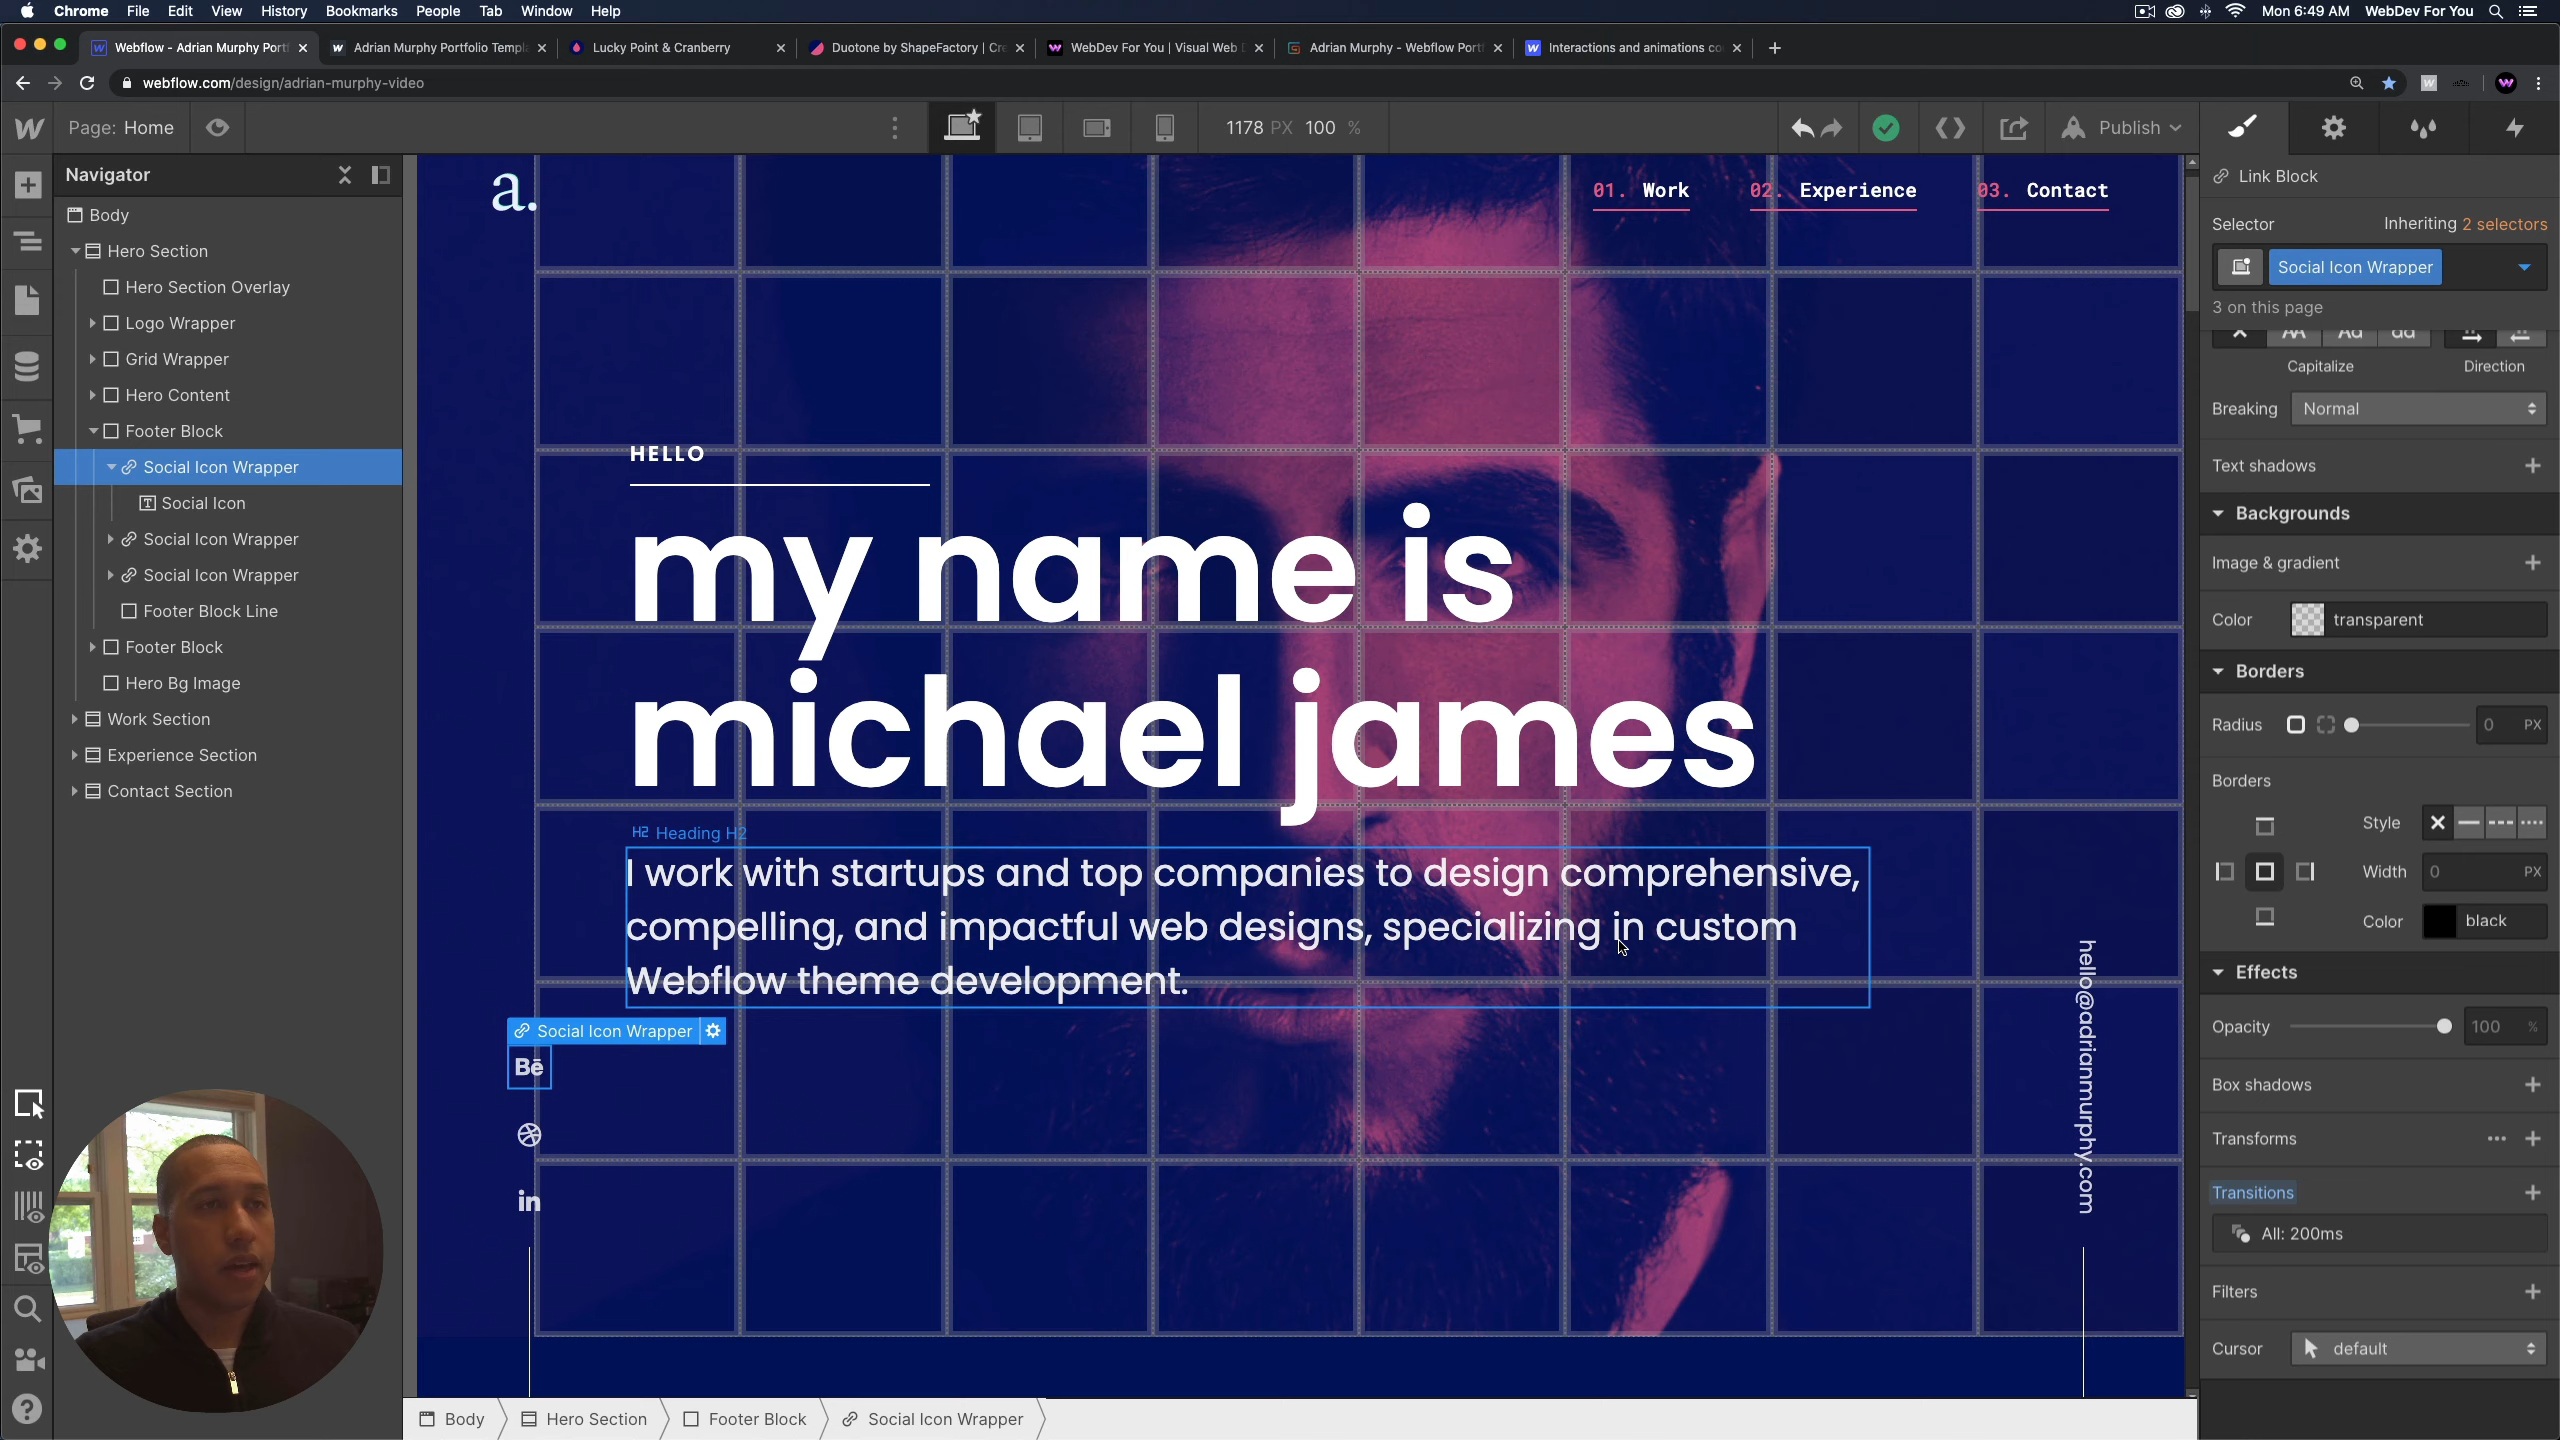 Chrome File Edit View History Bookmarks People Tab Window Help
Mon 6:49 AM WebDev For You
Webflow - Adrian Murphy Portf
Adrian Murphy Portfolio Templa
Lucky Point & Cranberry
Duotone by ShapeFactory | Cre
WebDev For You | Visual Web D
Adrian Murphy - Webflow Portf
Interactions and animations co
webflow.com/design/adrian-murphy-video
Page: Home
1178 PX 100 %
Publish
Navigator
Body
Hero Section
Hero Section Overlay
Logo Wrapper
Grid Wrapper
Hero Content
Footer Block
Social Icon Wrapper
Social Icon
Social Icon Wrapper
Social Icon Wrapper
Footer Block Line
Footer Block
Hero Bg Image
Work Section
Experience Section
Contact Section
a.
01. Work
02. Experience
03. Contact
HELLO
my name is
michael james
H2 Heading H2
I work with startups and top companies to design comprehensive,
compelling, and impactful web designs, specializing in custom
Webflow theme development.
Social Icon Wrapper
Bē
in
hello@adrianmurphy.com
Link Block
Selector Inheriting 2 selectors
Social Icon Wrapper
3 on this page
AA Aa aa
Capitalize Direction
Breaking Normal
Text shadows
Backgrounds
Image & gradient
Color transparent
Borders
Radius 0 PX
Borders
Style
Width 0 PX
Color black
Effects
Opacity 100 %
Box shadows
Transforms
Transitions
All: 200ms
Filters
Cursor default
Body Hero Section Footer Block Social Icon Wrapper